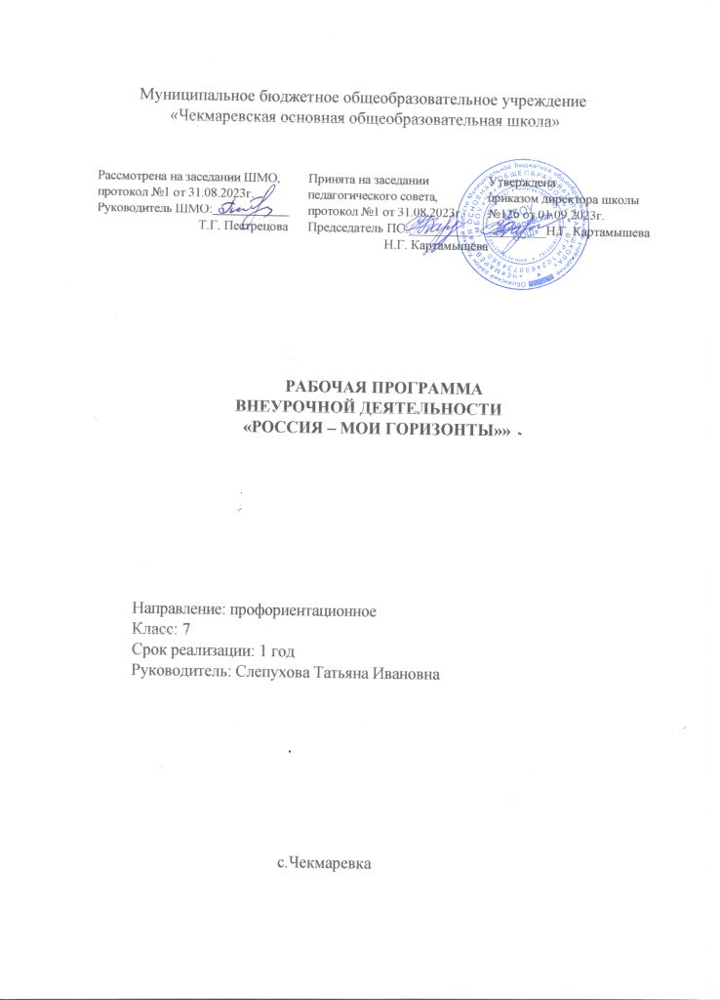 Муниципальное бюджетное общеобразовательное учреждение
«Чекмаревская основная общеобразовательная школа»
Рассмотрена на заседании ШМО,
протокол №1 от 31.08.2023г.
Руководитель ШМО:____________
Т.Г. Пестрецова
Принята на заседании
педагогического совета,
протокол №1 от 31.08.2023г.
Председатель ПС:
Н.Г. Картамышева
Утверждена
приказом директора школы
№126 от 01.09.2023г.
Н.Г. Картамышева
РАБОЧАЯ ПРОГРАММА
ВНЕУРОЧНОЙ ДЕЯТЕЛЬНОСТИ
«РОССИЯ – МОИ ГОРИЗОНТЫ»»
Направление: профориентационное
Класс: 7
Срок реализации: 1 год
Руководитель: Слепухова Татьяна Ивановна
с.Чекмаревка